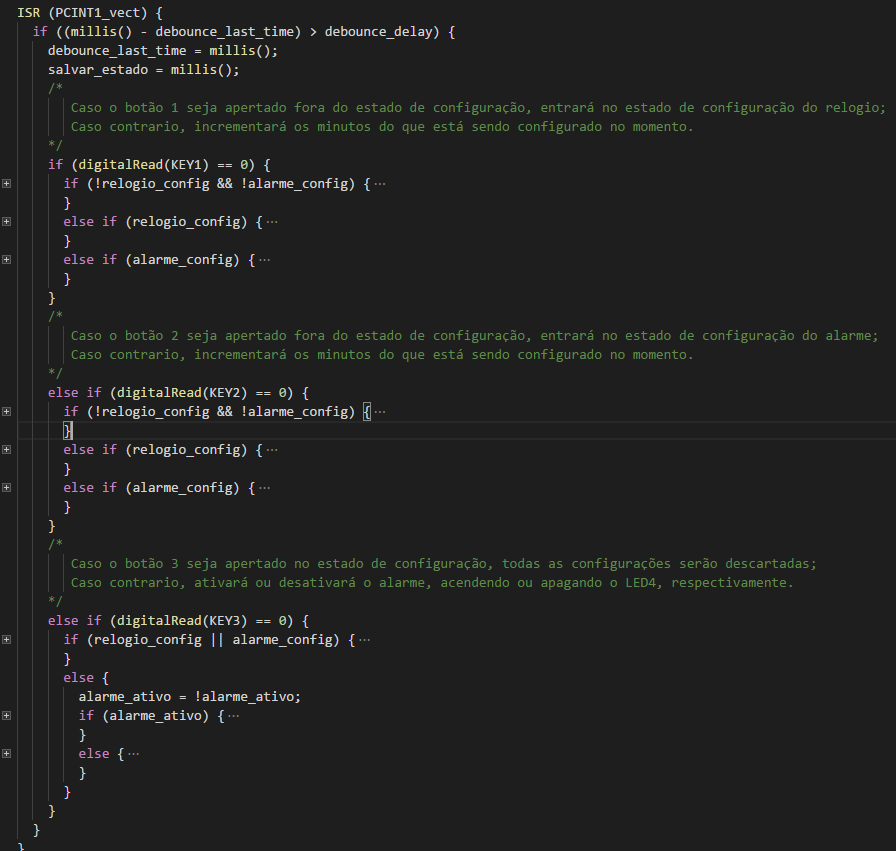 ISR (PCINT1_vect) {
if ((millis() - debounce_last_time) > debounce_delay) {
debounce_last_time = millis();
salvar_estado = millis();
/*
Caso o botão 1 seja apertado fora do estado de configuração, entrará no estado de configuração do relogio;
Caso contrario, incrementará os minutos do que está sendo configurado no momento.
*/
if (digitalRead(KEY1) == 0) {
if (!relogio_config && !alarme_config) {···
}
else if (relogio_config) {···
}
else if (alarme_config) {···
}
}
/*
Caso o botão 2 seja apertado fora do estado de configuração, entrará no estado de configuração do alarme;
Caso contrario, incrementará os minutos do que está sendo configurado no momento.
*/
else if (digitalRead(KEY2) == 0) {
if (!relogio_config && !alarme_config) {···
}
else if (relogio_config) {···
}
else if (alarme_config) {···
}
}
/*
Caso o botão 3 seja apertado no estado de configuração, todas as configurações serão descartadas;
Caso contrario, ativará ou desativará o alarme, acendendo ou apagando o LED4, respectivamente.
*/
else if (digitalRead(KEY3) == 0) {
if (relogio_config || alarme_config) {···
}
else {
alarme_ativo = !alarme_ativo;
if (alarme_ativo) {···
}
else {···
}
}
}
}
}